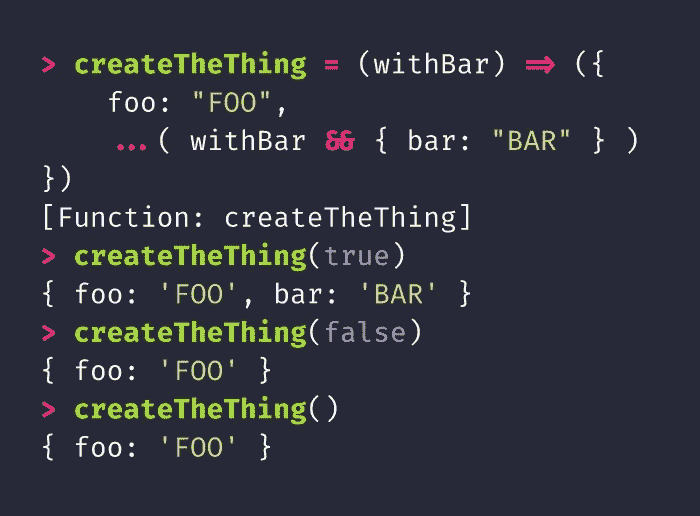 > createTheThing = (withBar) => ({
foo: "FOO",
...( withBar && { bar: "BAR" } )
})
[Function: createTheThing]
> createTheThing(true)
{ foo: 'FOO', bar: 'BAR' }
> createTheThing(false)
{ foo: 'FOO' }
> createTheThing()
{ foo: 'FOO' }